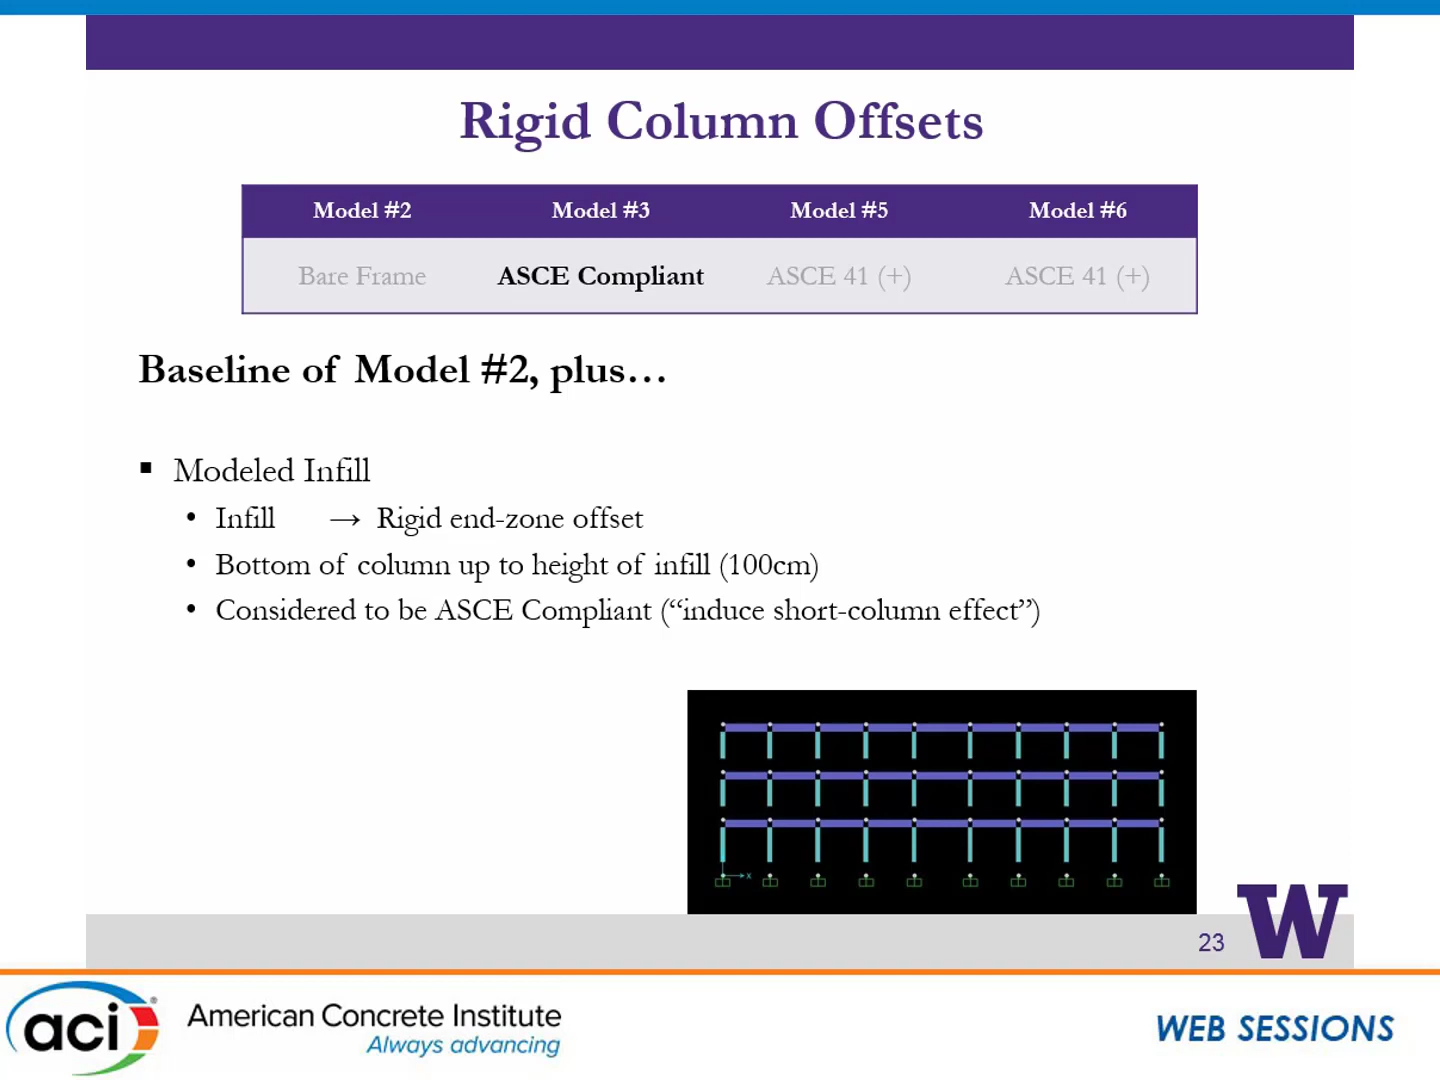 Rigid Column Offsets
Model #2 Model #3 Model #5 Model #6
Bare Frame ASCE Compliant ASCE 41 (+) ASCE 41 (+)
Baseline of Model #2, plus…
▪ Modeled Infill
• Infill → Rigid end-zone offset
• Bottom of column up to height of infill (100cm)
• Considered to be ASCE Compliant (“induce short-column effect”)
X
23
W
aci®
American Concrete Institute
Always advancing
WEB SESSIONS